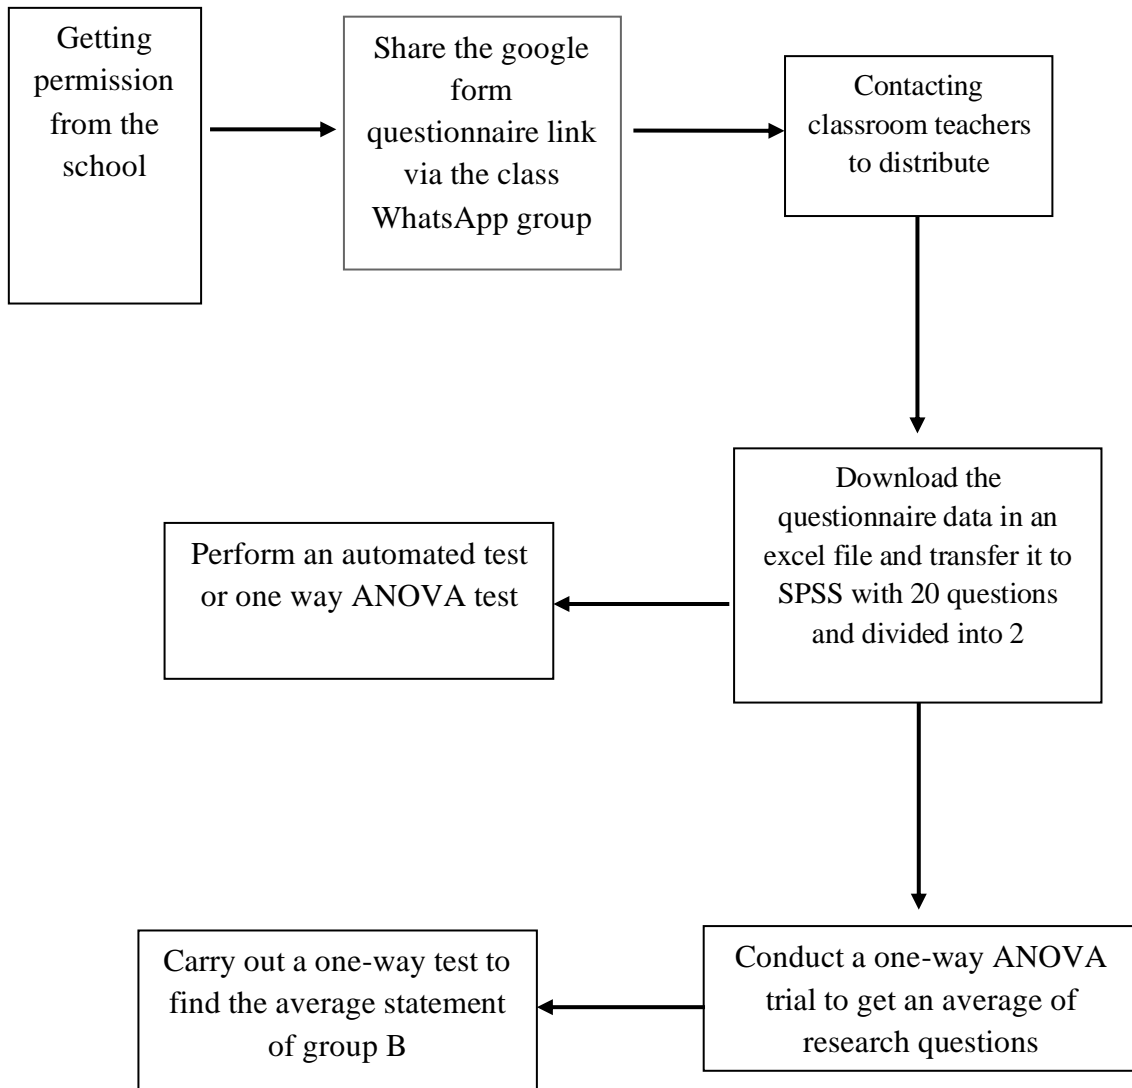 Getting
permission
from the
school
Share the google
form
questionnaire link
via the class
WhatsApp group
Contacting
classroom teachers
to distribute
Download the
questionnaire data in an
excel file and transfer it to
SPSS with 20 questions
and divided into 2
Perform an automated test
or one way ANOVA test
Conduct a one-way ANOVA
trial to get an average of
research questions
Carry out a one-way test to
find the average statement
of group B